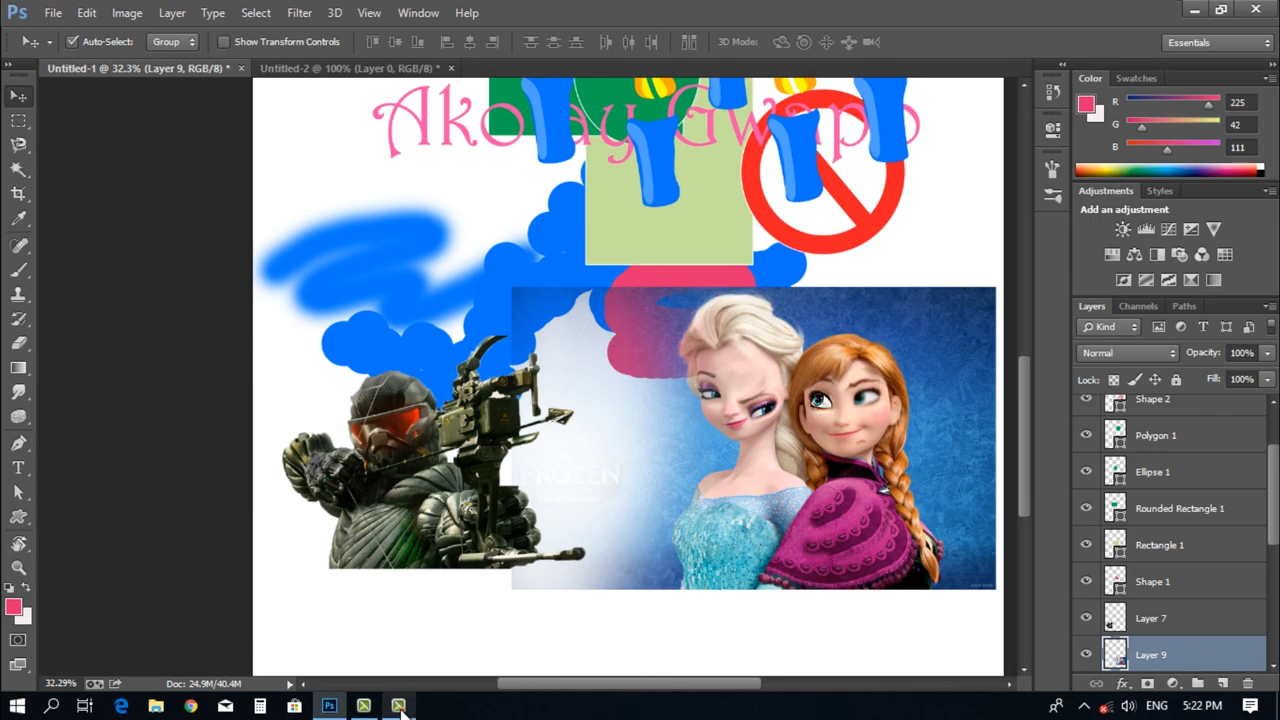 Ps File Edit Image Layer Type Select Filter 3D View Window Help
Auto-Select: Group Show Transform Controls 3D Mode: Essentials
Untitled-1 @ 32.3% (Layer 9, RGB/8) * × Untitled-2 @ 100% (Layer 0, RGB/8) * ×
Akolay Gwapo
FROZEN
Color Swatches
R 225
G 42
B 111
Adjustments Styles
Add an adjustment
Layers Channels Paths
Kind
Normal Opacity: 100%
Lock: Fill: 100%
Shape 2
Polygon 1
Ellipse 1
Rounded Rectangle 1
Rectangle 1
Shape 1
Layer 7
Layer 9
fx
32.29% Doc: 24.9M/40.4M
Ps ENG 5:22 PM